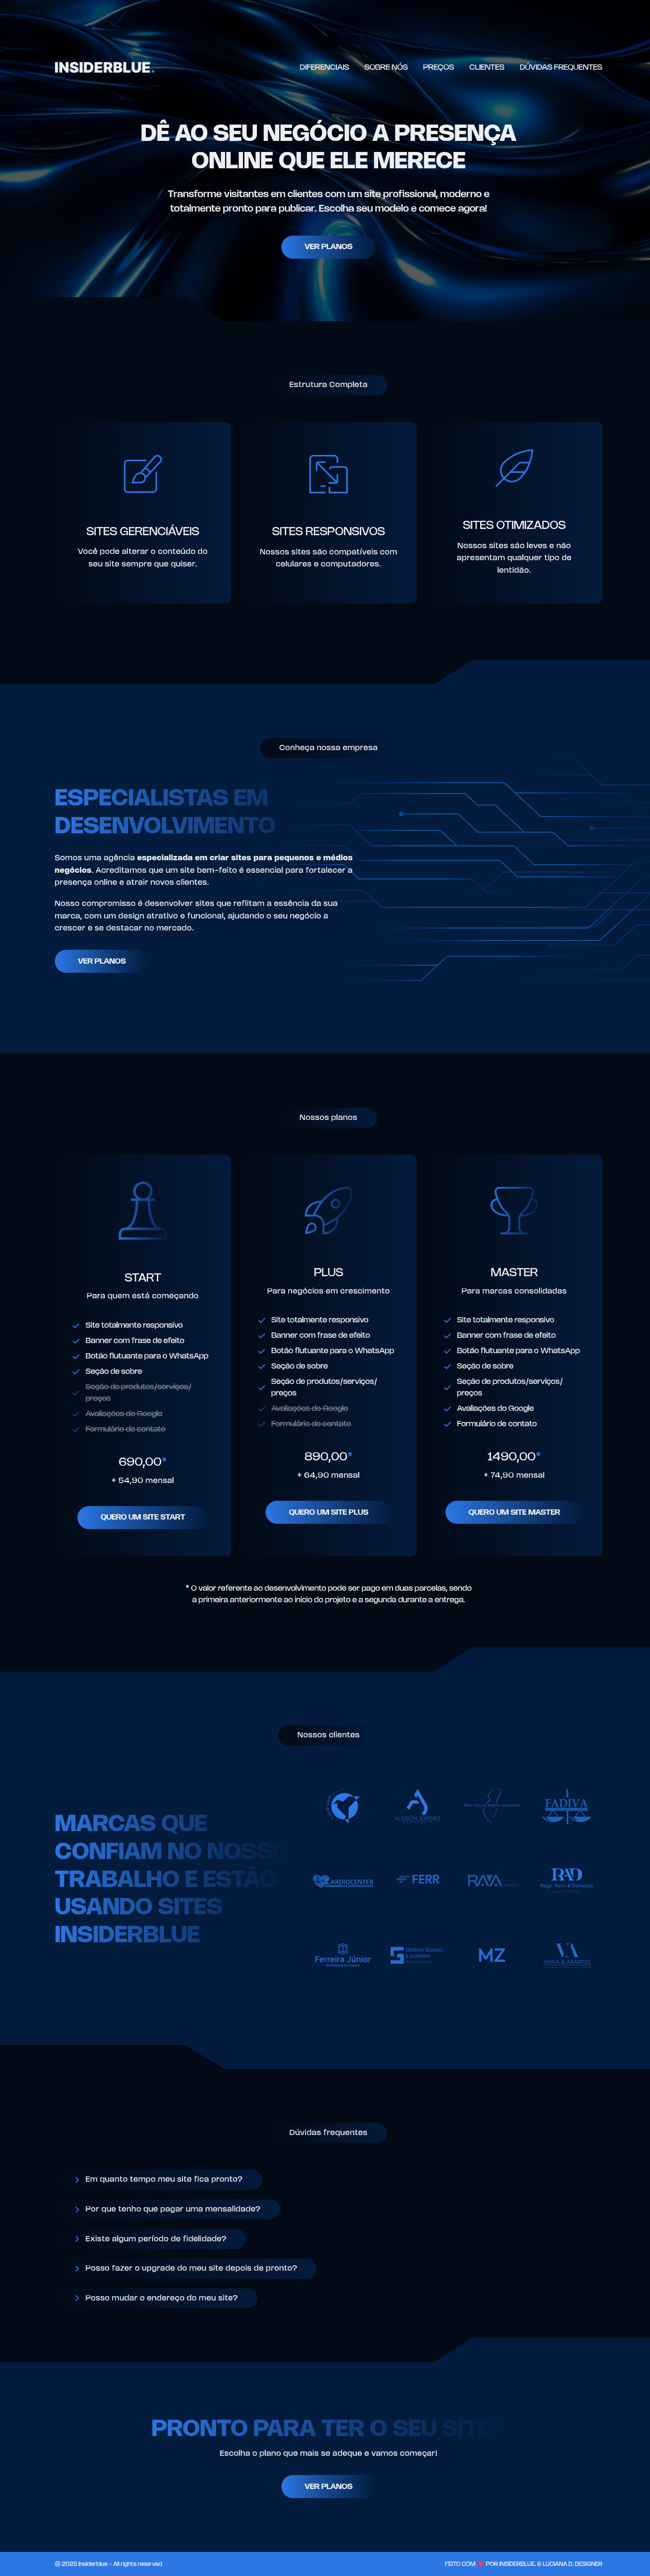 INSIDERBLUE.
DIFERENCIAIS SOBRE NÓS PREÇOS CLIENTES DÚVIDAS FREQUENTES
DÊ AO SEU NEGÓCIO A PRESENÇA
ONLINE QUE ELE MERECE
Transforme visitantes em clientes com um site profissional, moderno e
totalmente pronto para publicar. Escolha seu modelo e comece agora!
VER PLANOS
Estrutura Completa
SITES GERENCIÁVEIS
Você pode alterar o conteúdo do
seu site sempre que quiser.
SITES RESPONSIVOS
Nossos sites são compatíveis com
celulares e computadores.
SITES OTIMIZADOS
Nossos sites são leves e não
apresentam qualquer tipo de
lentidão.
Conheça nossa empresa
ESPECIALISTAS EM
DESENVOLVIMENTO
Somos uma agência especializada em criar sites para pequenos e médios
negócios. Acreditamos que um site bem-feito é essencial para fortalecer a
presença online e atrair novos clientes.
Nosso compromisso é desenvolver sites que reflitam a essência da sua
marca, com um design atrativo e funcional, ajudando o seu negócio a
crescer e se destacar no mercado.
VER PLANOS
Nossos planos
START
Para quem está começando
Site totalmente responsivo
Banner com frase de efeito
Botão flutuante para o WhatsApp
Seção de sobre
Seção de produtos/serviços/
preços
Avaliações do Google
Formulário de contato
690,00*
+ 54,90 mensal
QUERO UM SITE START
PLUS
Para negócios em crescimento
Site totalmente responsivo
Banner com frase de efeito
Botão flutuante para o WhatsApp
Seção de sobre
Seção de produtos/serviços/
preços
Avaliações do Google
Formulário de contato
890,00*
+ 64,90 mensal
QUERO UM SITE PLUS
MASTER
Para marcas consolidadas
Site totalmente responsivo
Banner com frase de efeito
Botão flutuante para o WhatsApp
Seção de sobre
Seção de produtos/serviços/
preços
Avaliações do Google
Formulário de contato
1490,00*
+ 74,90 mensal
QUERO UM SITE MASTER
* O valor referente ao desenvolvimento pode ser pago em duas parcelas, sendo
a primeira anteriormente ao início do projeto e a segunda durante a entrega.
Nossos clientes
MARCAS QUE
CONFIAM NO NOSSO
TRABALHO E ESTÃO
USANDO SITES
INSIDERBLUE
FADIVA
CARDIOCENTER
FERR
RAVA
RAD
Ferreira Júnior
MZ
VIANA & ARANTES
Dúvidas frequentes
Em quanto tempo meu site fica pronto?
Por que tenho que pagar uma mensalidade?
Existe algum período de fidelidade?
Posso fazer o upgrade do meu site depois de pronto?
Posso mudar o endereço do meu site?
PRONTO PARA TER O SEU SITE
Escolha o plano que mais se adeque e vamos começar!
VER PLANOS
© 2025 Insiderblue - All rights reserved
FEITO COM ❤️ POR INSIDERBLUE. & LUCIANA D. DESIGNER